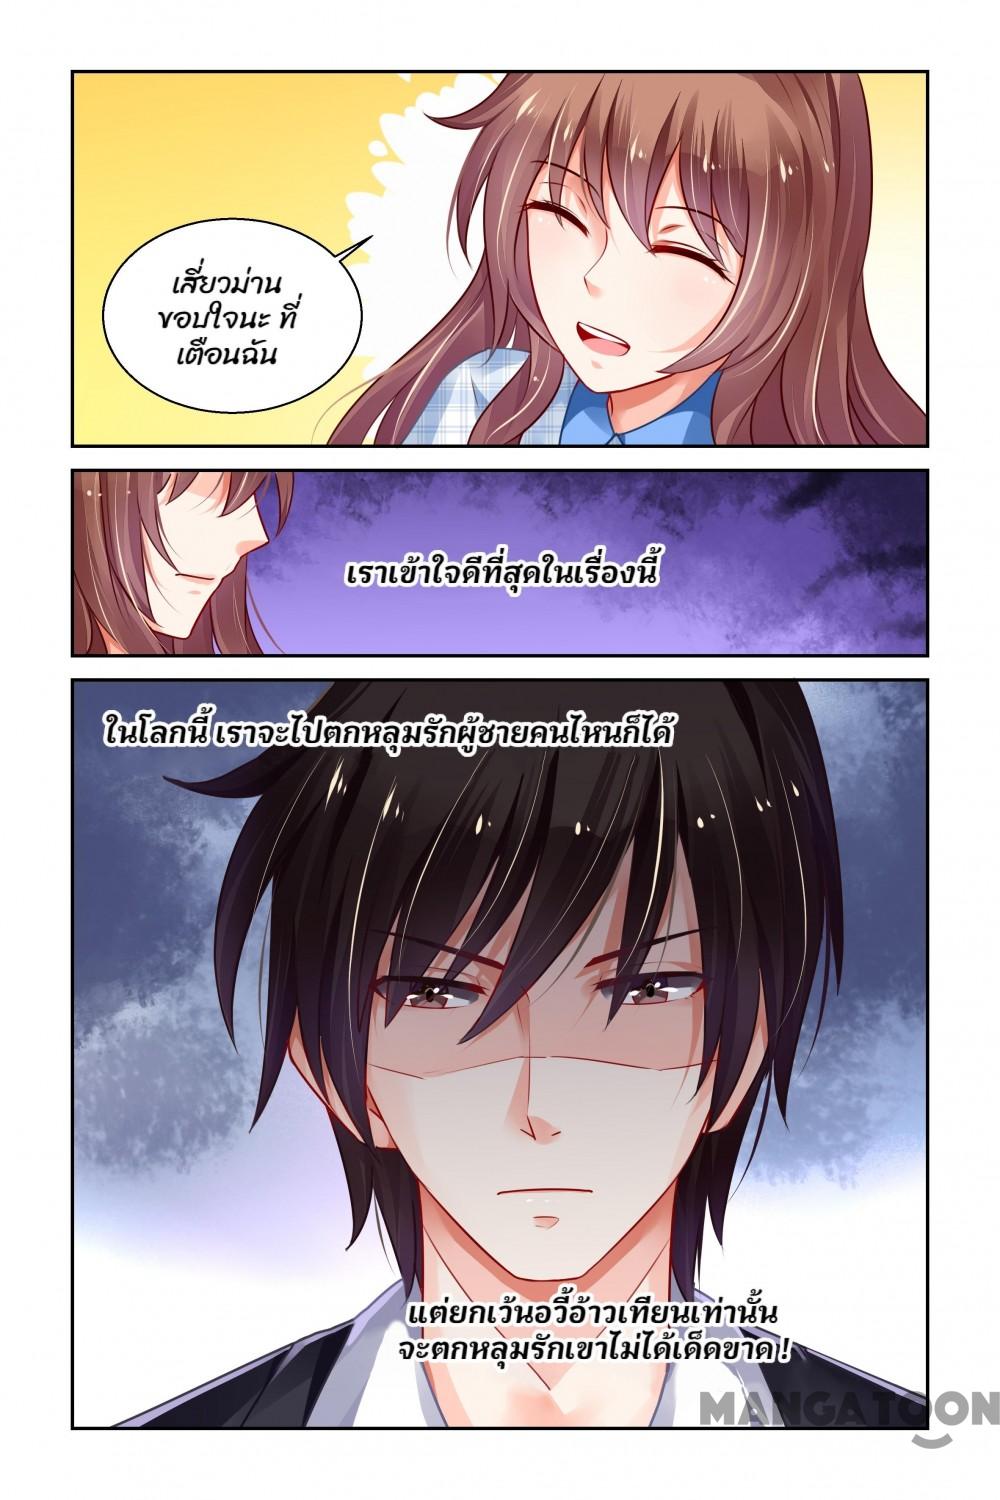 เสี่ยวม่าน
ขอบใจนะ ที่
เตือนฉัน
เราเข้าใจดีที่สุดในเรื่องนี้
ในโลกนี้ เราจะไปตกหลุมรักผู้ชายคนไหนก็ได้
แต่ยกเว้นอวี้อ้าวเทียนเท่านั้น
จะตกหลุมรักเขาไม่ได้เด็ดขาด !
MANGATOON